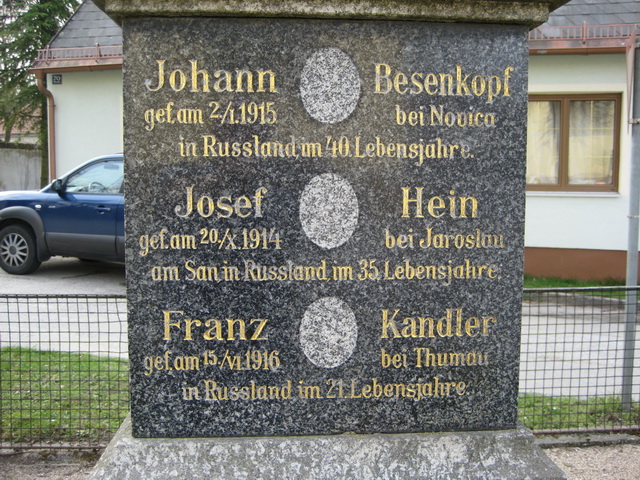 Johann Besenkopf
gef. am 2/I. 1915 bei Novica
in Russland im 40. Lebensjahre.
Josef Hein
gef. am 20/X. 1914 bei Jaroslau
am San in Russland im 35 Lebensjahre
Franz Kandler
gef. am 15/VI. 1916 bei Thumau
in Russland im 21. Lebensjahre.